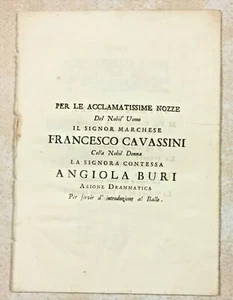 PER LE ACCLAMATISSIME NOZZE
Del Nobil' Uomo
IL SIGNOR MARCHESE
FRANCESCO CAVASSINI
Colla Nobil Donna
LA SIGNORA CONTESSA
ANGIOLA BURI
AZIONE DRAMMATICA
Per servir d' introduzione al Ballo.